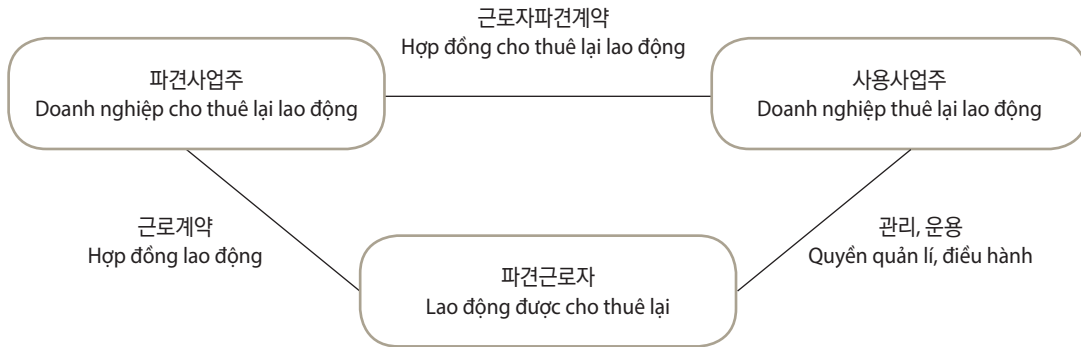 근로자파견계약
Hợp đồng cho thuê lại lao động
파견사업주
Doanh nghiệp cho thuê lại lao động
사용사업주
Doanh nghiệp thuê lại lao động
근로계약
Hợp đồng lao động
관리, 운용
Quyền quản lí, điều hành
파견근로자
Lao động được cho thuê lại